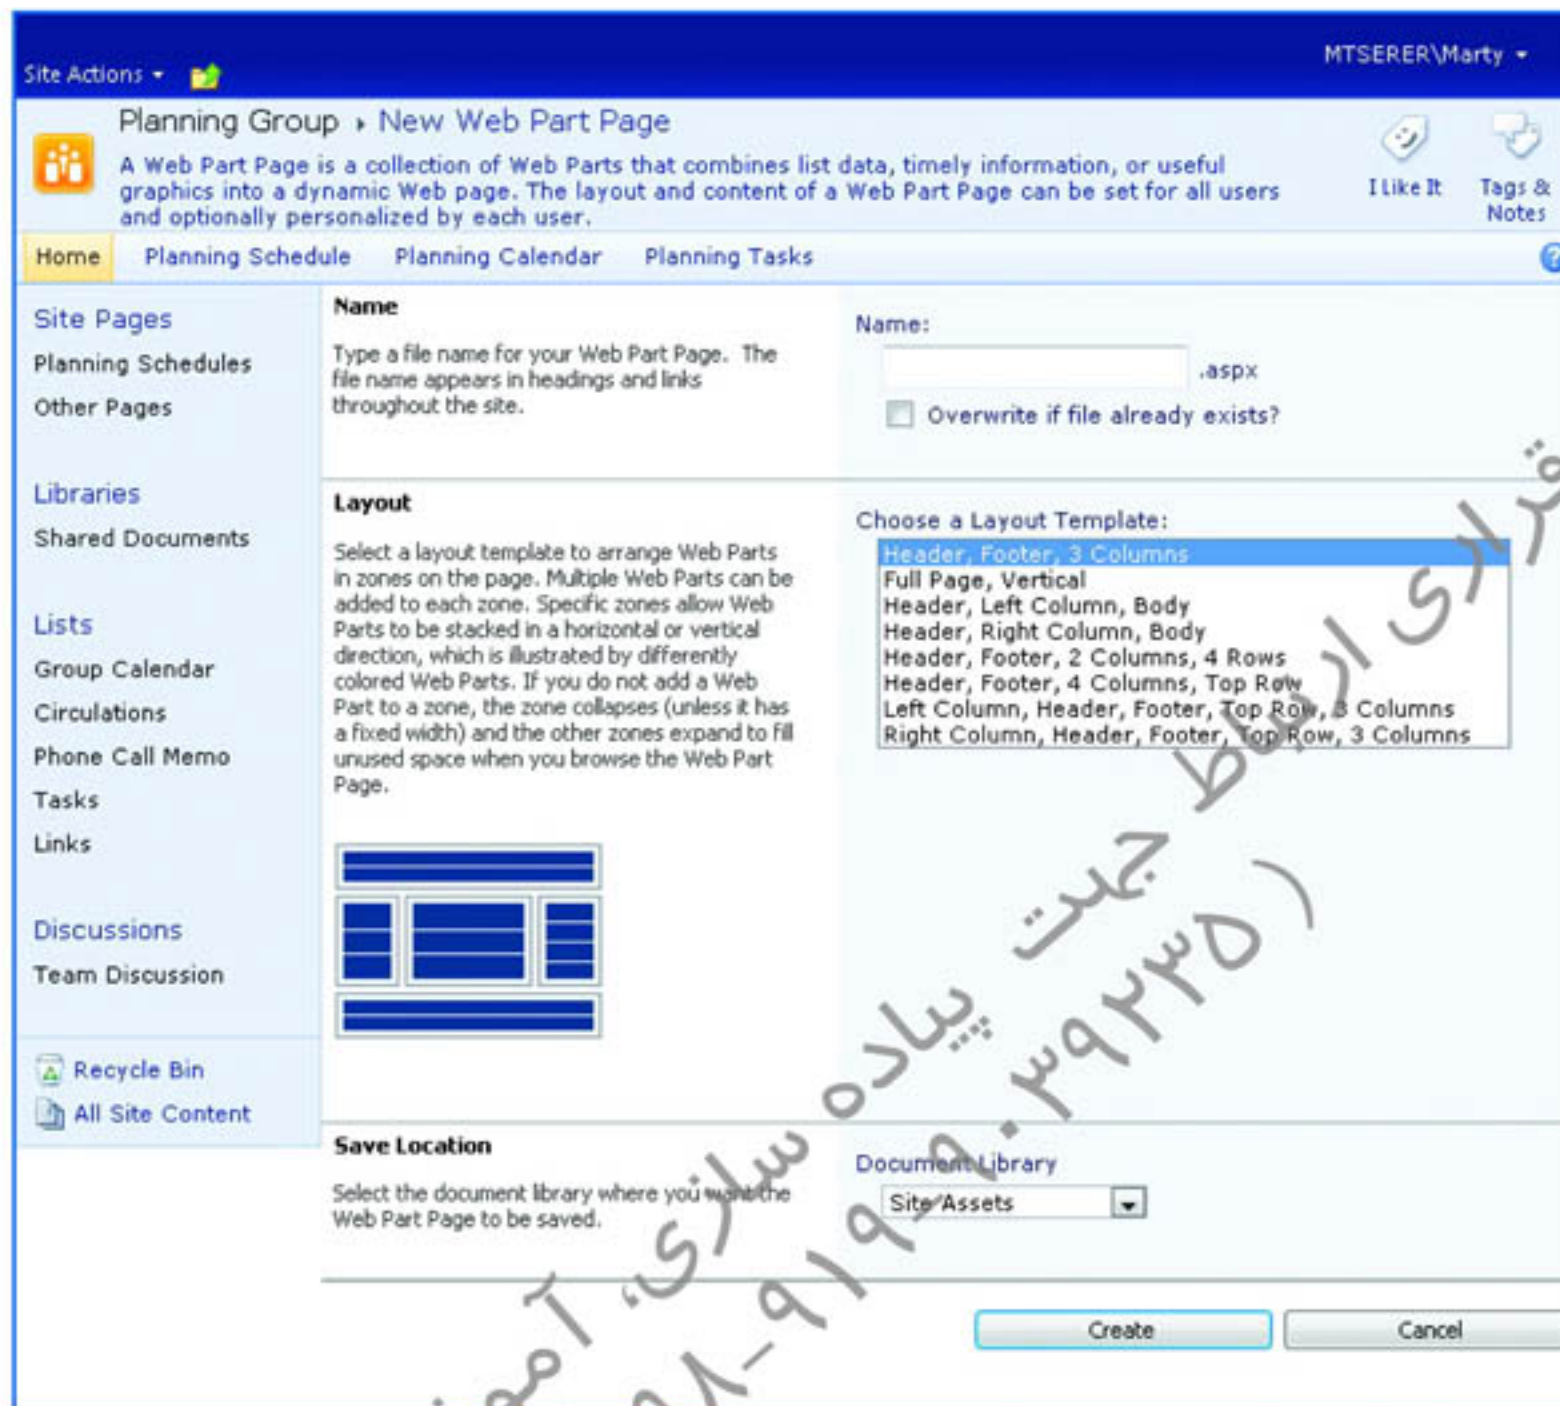 MTSERER\Marty
Site Actions
Planning Group ▸ New Web Part Page
A Web Part Page is a collection of Web Parts that combines list data, timely information, or useful
graphics into a dynamic Web page. The layout and content of a Web Part Page can be set for all users
and optionally personalized by each user.
I Like It
Tags &
Notes
Home Planning Schedule Planning Calendar Planning Tasks
Site Pages
Planning Schedules
Other Pages
Libraries
Shared Documents
Lists
Group Calendar
Circulations
Phone Call Memo
Tasks
Links
Discussions
Team Discussion
Recycle Bin
All Site Content
Name
Type a file name for your Web Part Page. The
file name appears in headings and links
throughout the site.
Name:
.aspx
Overwrite if file already exists?
Layout
Select a layout template to arrange Web Parts
in zones on the page. Multiple Web Parts can be
added to each zone. Specific zones allow Web
Parts to be stacked in a horizontal or vertical
direction, which is illustrated by differently
colored Web Parts. If you do not add a Web
Part to a zone, the zone collapses (unless it has
a fixed width) and the other zones expand to fill
unused space when you browse the Web Part
Page.
Choose a Layout Template:
Header, Footer, 3 Columns
Full Page, Vertical
Header, Left Column, Body
Header, Right Column, Body
Header, Footer, 2 Columns, 4 Rows
Header, Footer, 4 Columns, Top Row
Left Column, Header, Footer, Top Row, 3 Columns
Right Column, Header, Footer, Top Row, 3 Columns
Save Location
Select the document library where you want the
Web Part Page to be saved.
Document Library
Site Assets
Create
Cancel
ارتباط جهت پیاده سازی،
۹۱۹-۹۰۳۹۲۳۵